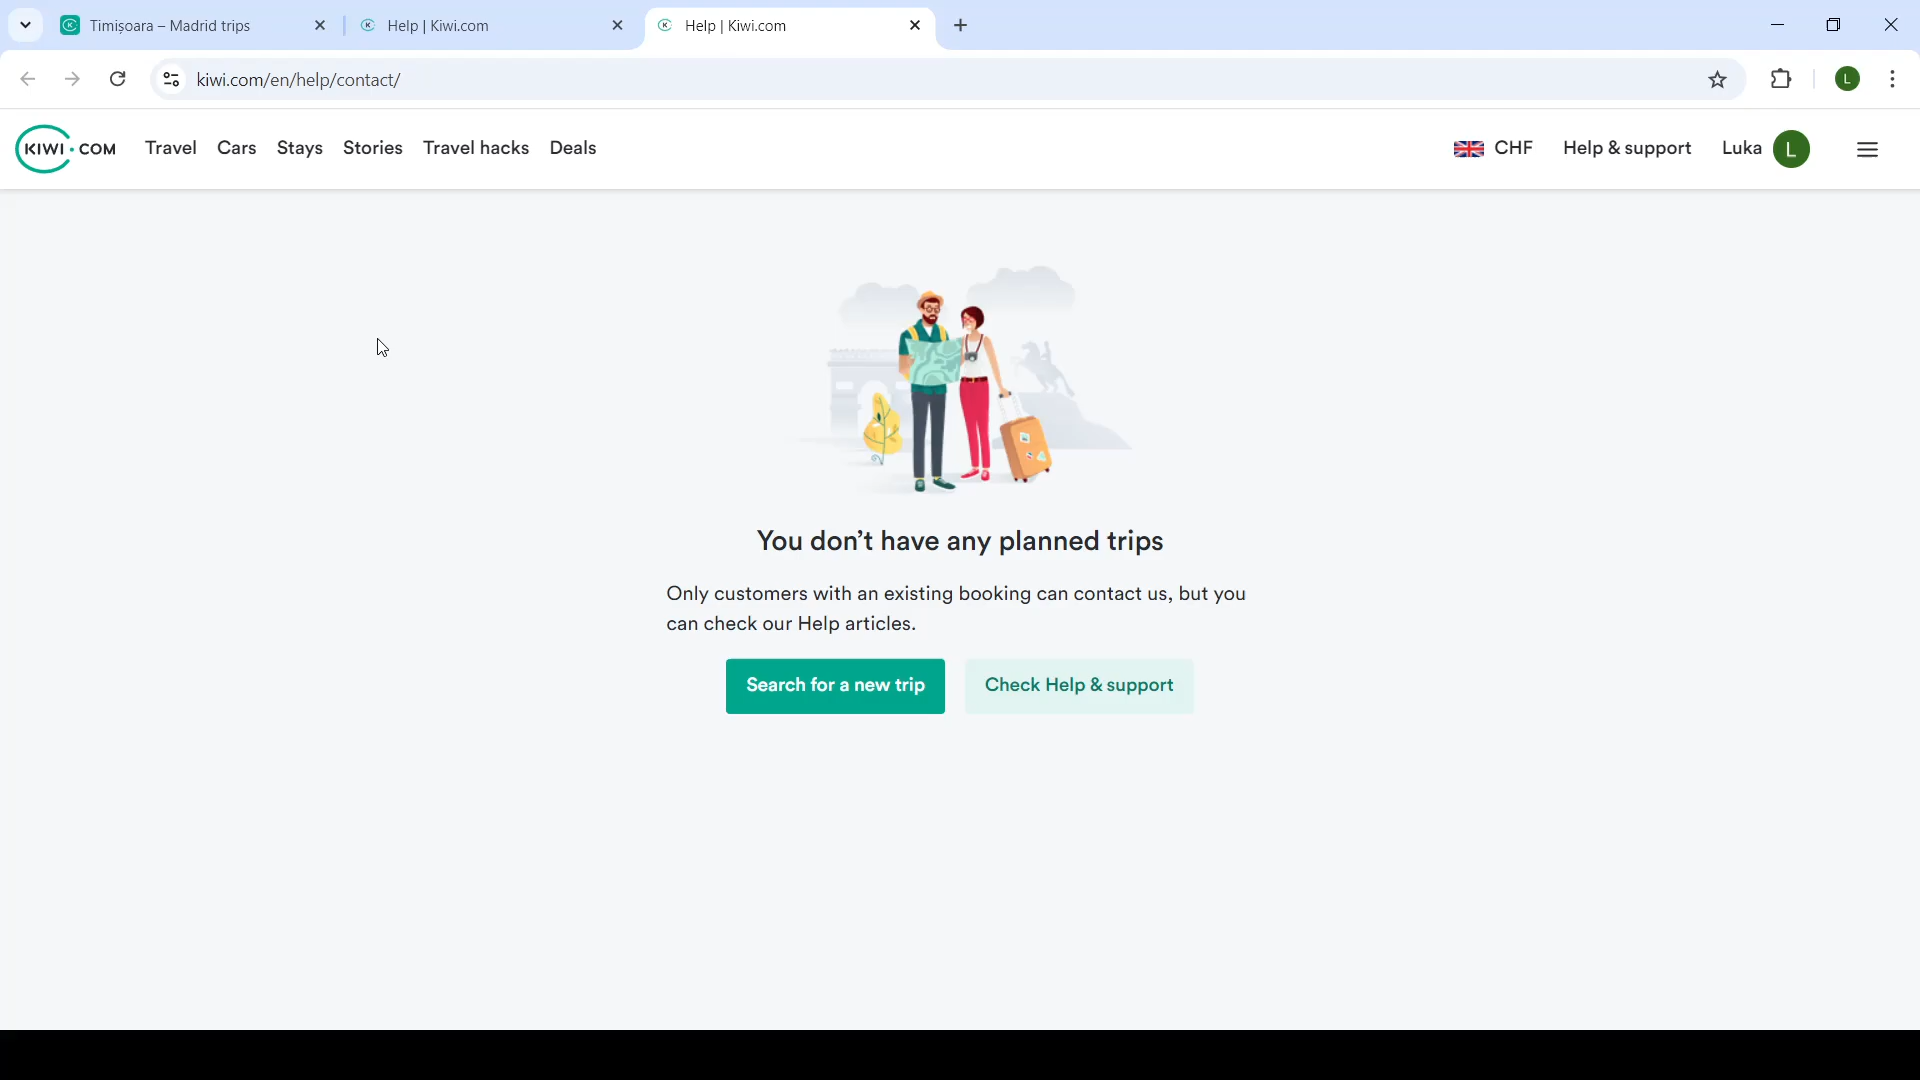 Timișoara – Madrid trips
Help | Kiwi.com
Help | Kiwi.com
kiwi.com/en/help/contact/
L
KIWI.COM
Travel
Cars
Stays
Stories
Travel hacks
Deals
CHF
Help & support
Luka
L
You don’t have any planned trips
Only customers with an existing booking can contact us, but you
can check our Help articles.
Search for a new trip
Check Help & support